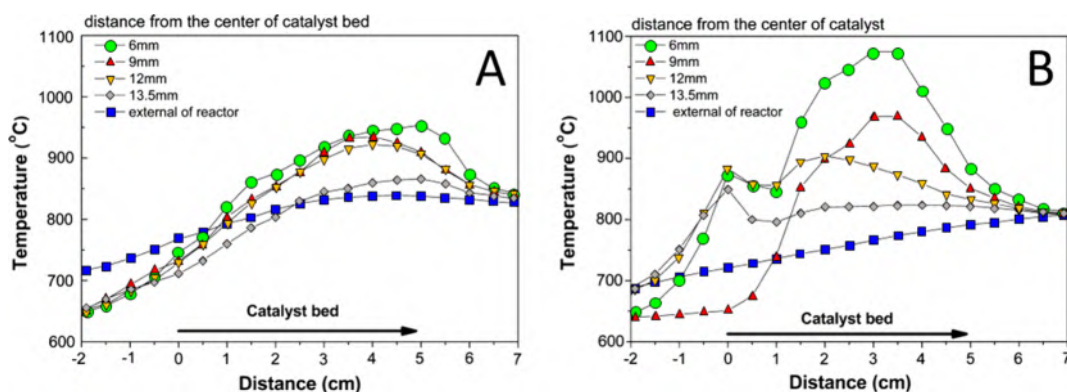 distance from the center of catalyst bed
1100
1000
900
800
700
600
Temperature (°C)
6mm
9mm
12mm
13.5mm
external of reactor
A
Catalyst bed
-2 -1 0 1 2 3 4 5 6 7
Distance (cm)
distance from the center of catalyst
1100
1000
900
800
700
600
Temperature (°C)
6mm
9mm
12mm
13.5mm
external of reactor
B
Catalyst bed
-2 -1 0 1 2 3 4 5 6 7
Distance (cm)